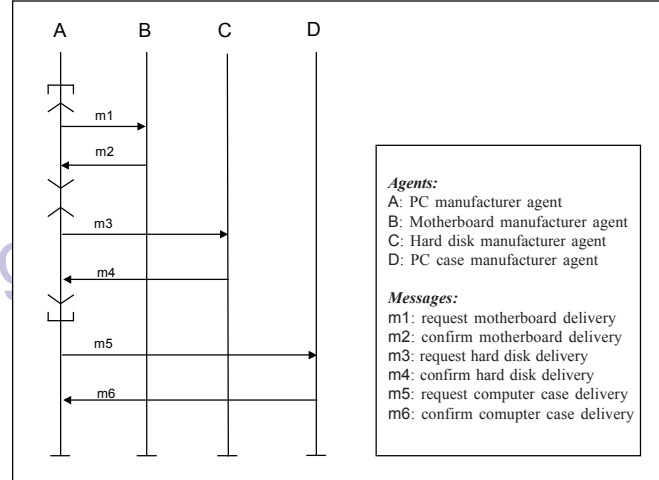 A B C D
m1
m2
m3
m4
m5
m6
Agents:
A: PC manufacturer agent
B: Motherboard manufacturer agent
C: Hard disk manufacturer agent
D: PC case manufacturer agent
Messages:
m1: request motherboard delivery
m2: confirm motherboard delivery
m3: request hard disk delivery
m4: confirm hard disk delivery
m5: request computer case delivery
m6: confirm comupter case delivery